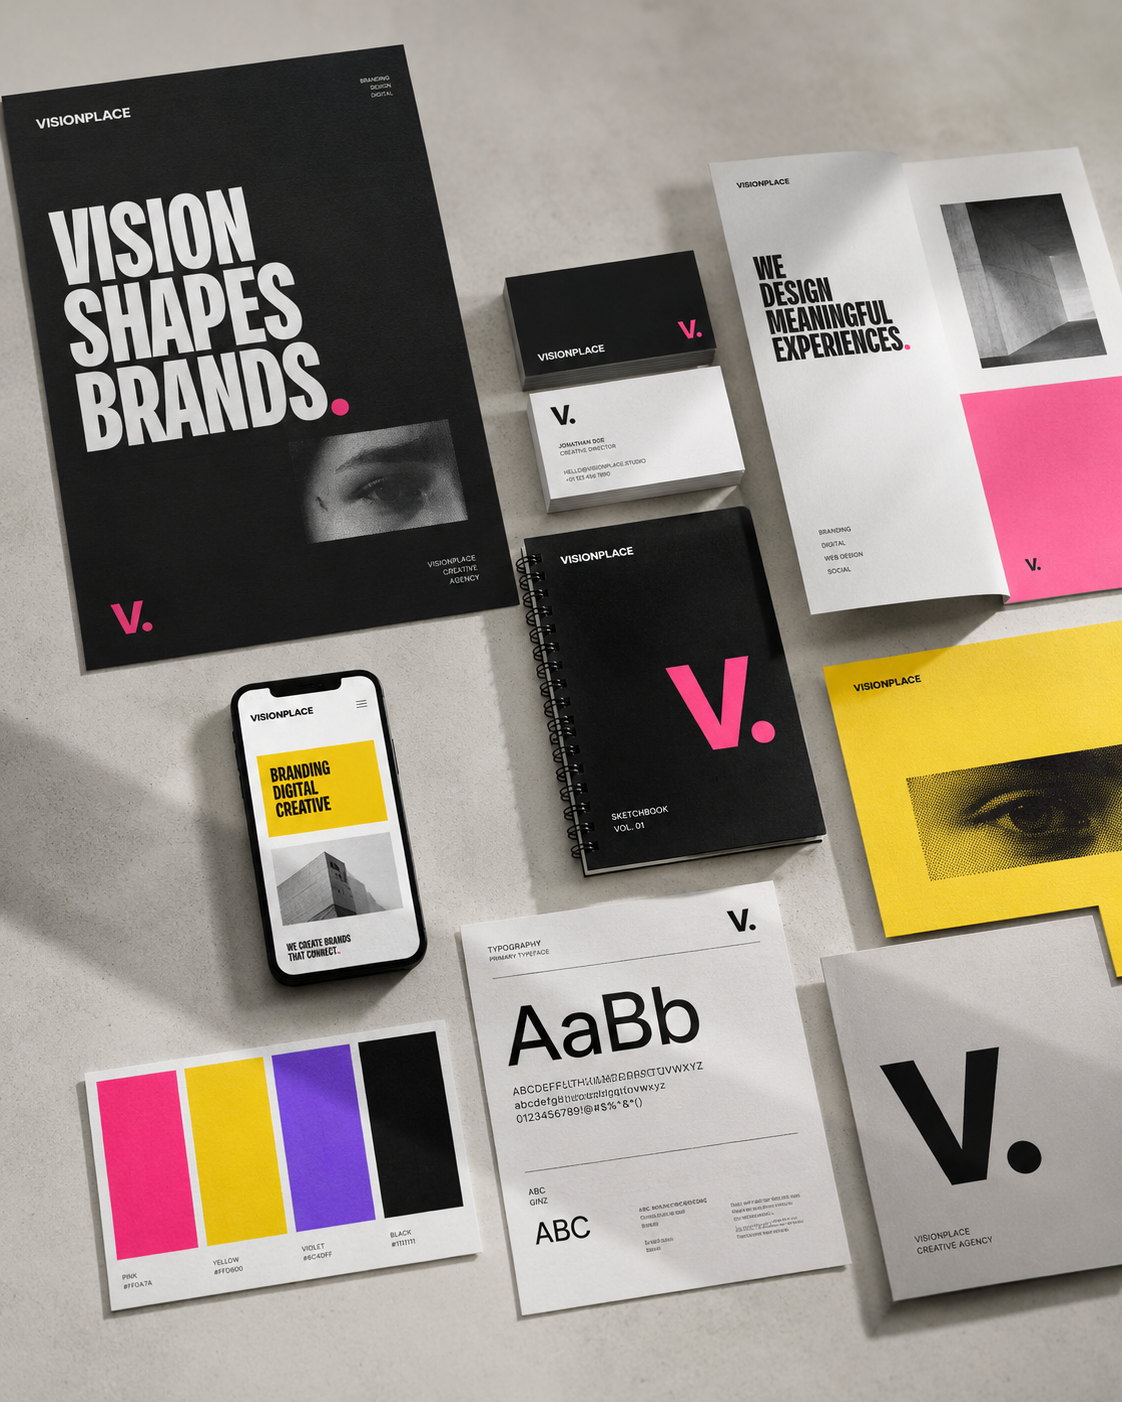 VISIONPLACE
BRANDING
DESIGN
DIGITAL
VISION
SHAPES
BRANDS.
VISIONPLACE
CREATIVE
AGENCY
V.
VISIONPLACE
V.
V.
JONATHAN DOE
CREATIVE DIRECTOR
HELLO@VISIONPLACE.STUDIO
VISIONPLACE
WE
DESIGN
MEANINGFUL
EXPERIENCES.
BRANDING
DIGITAL
WEB DESIGN
SOCIAL
V.
VISIONPLACE
V.
SKETCHBOOK
VOL. 01
VISIONPLACE
VISIONPLACE
BRANDING
DIGITAL
CREATIVE
WE CREATE BRANDS
THAT CONNECT.
TYPOGRAPHY
PRIMARY TYPEFACE
V.
AaBb
0123456789!@#$%^&*()
ABC
GINZ
ABC
V.
VISIONPLACE
CREATIVE AGENCY
PINK
#FF0A7A
YELLOW
#FFD600
VIOLET
#6C4DFF
BLACK
#111111